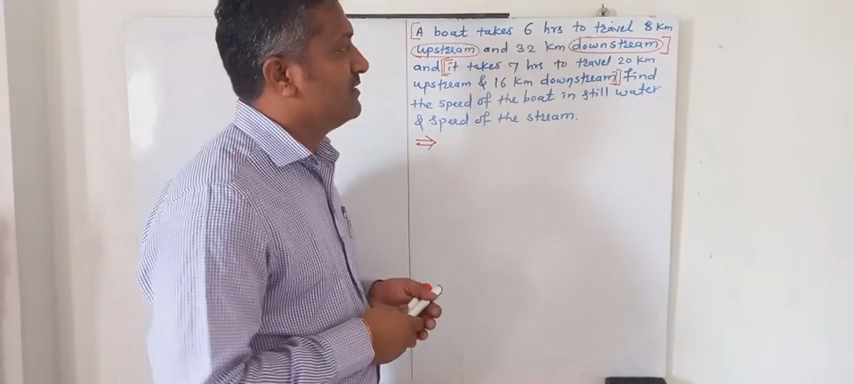 A boat takes 6 hrs to travel 8 Km
upstream and 32 Km downstream
and it takes 7 hrs to travel 20 Km
upstream & 16 Km downstream find
the speed of the boat in still water
& speed of the stream.
⇒